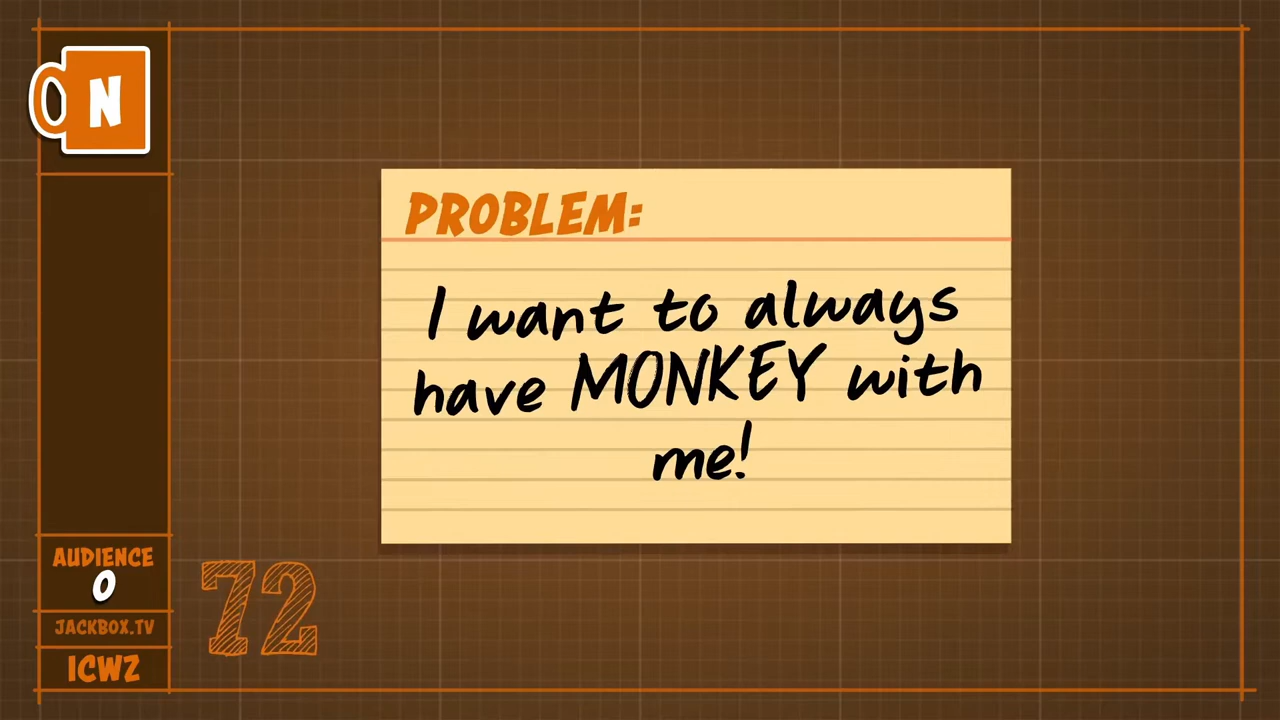 N
PROBLEM:
I want to always
have MONKEY with
me!
AUDIENCE
0
JACKBOX.TV
ICWZ
72